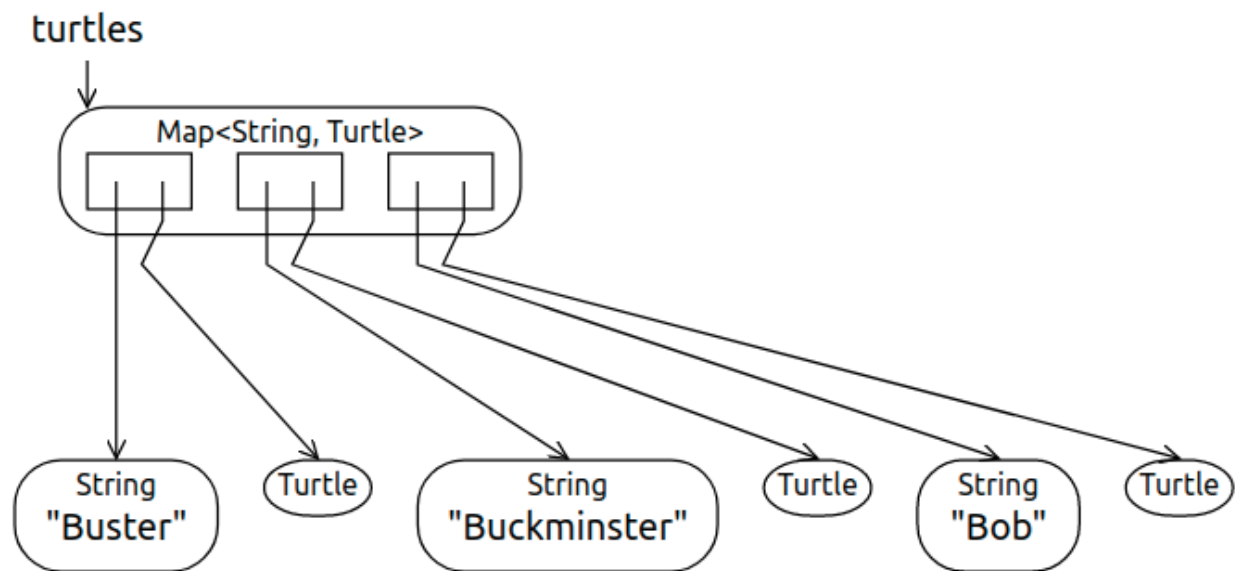 turtles
Map<String, Turtle>
String
"Buster"
Turtle
String
"Buckminster"
Turtle
String
"Bob"
Turtle